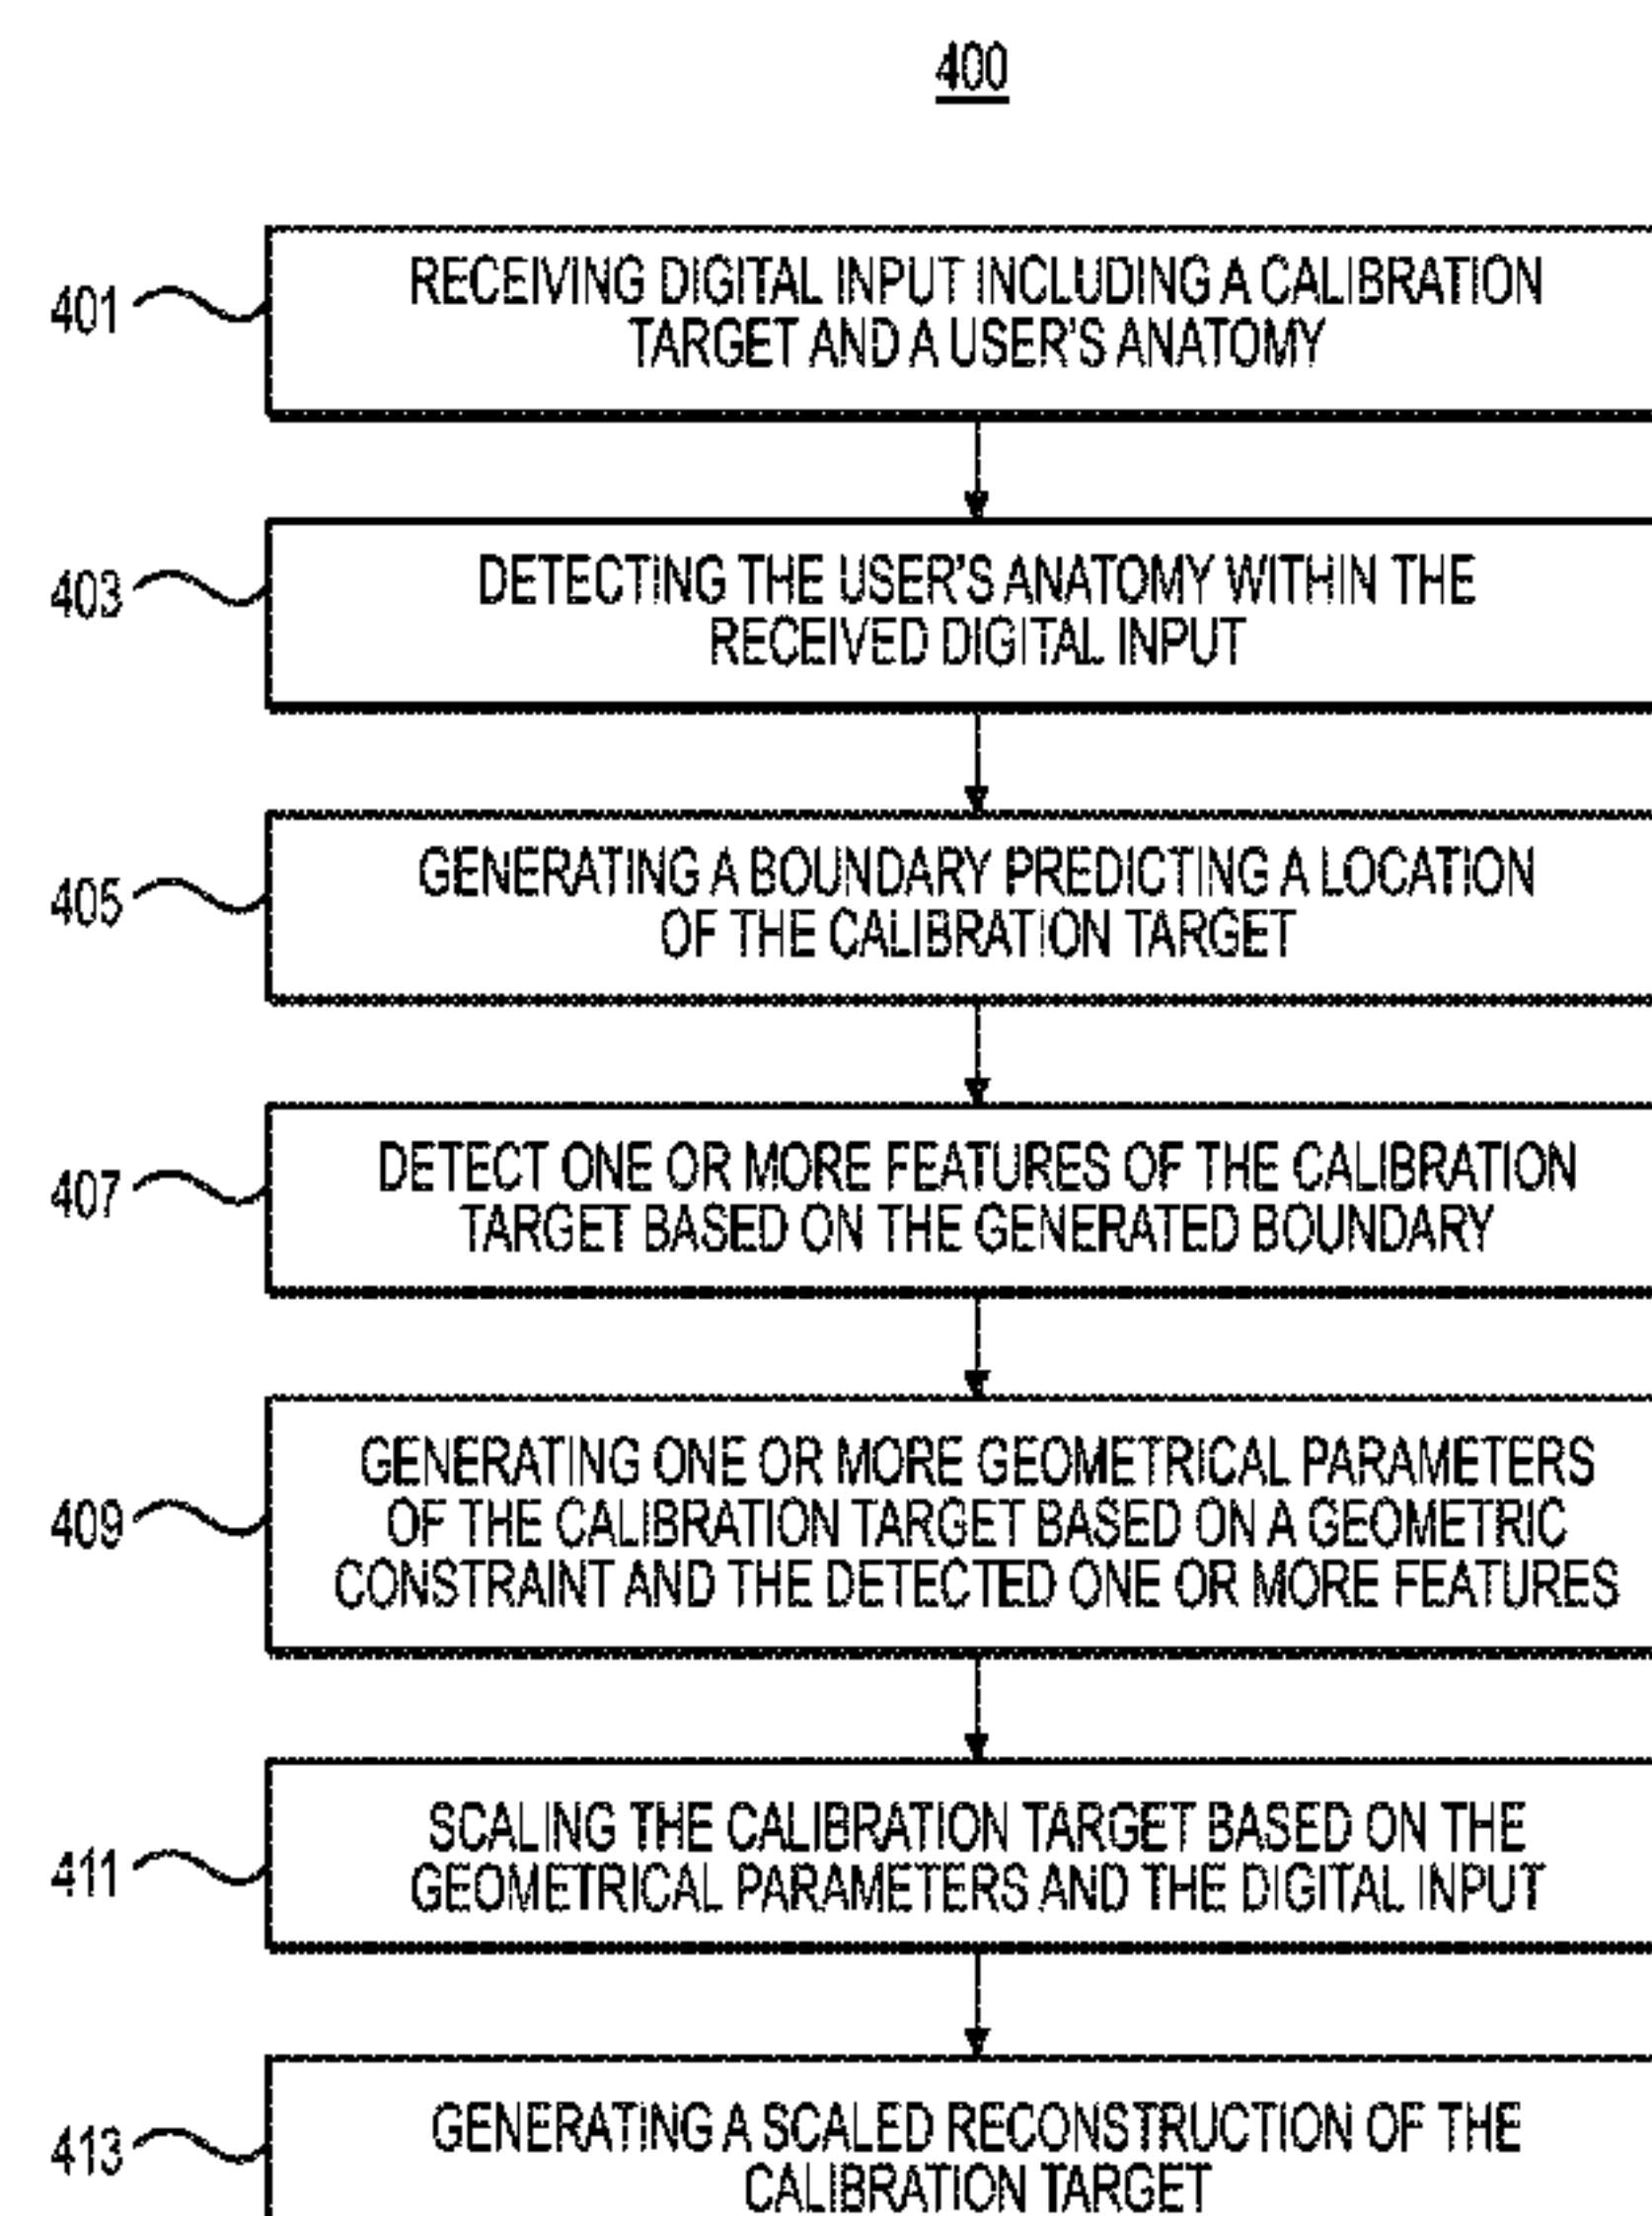 400
401
RECEIVING DIGITAL INPUT INCLUDING A CALIBRATION
TARGET AND A USER'S ANATOMY
403
DETECTING THE USER'S ANATOMY WITHIN THE
RECEIVED DIGITAL INPUT
405
GENERATING A BOUNDARY PREDICTING A LOCATION
OF THE CALIBRATION TARGET
407
DETECT ONE OR MORE FEATURES OF THE CALIBRATION
TARGET BASED ON THE GENERATED BOUNDARY
409
GENERATING ONE OR MORE GEOMETRICAL PARAMETERS
OF THE CALIBRATION TARGET BASED ON A GEOMETRIC
CONSTRAINT AND THE DETECTED ONE OR MORE FEATURES
411
SCALING THE CALIBRATION TARGET BASED ON THE
GEOMETRICAL PARAMETERS AND THE DIGITAL INPUT
413
GENERATING A SCALED RECONSTRUCTION OF THE
CALIBRATION TARGET